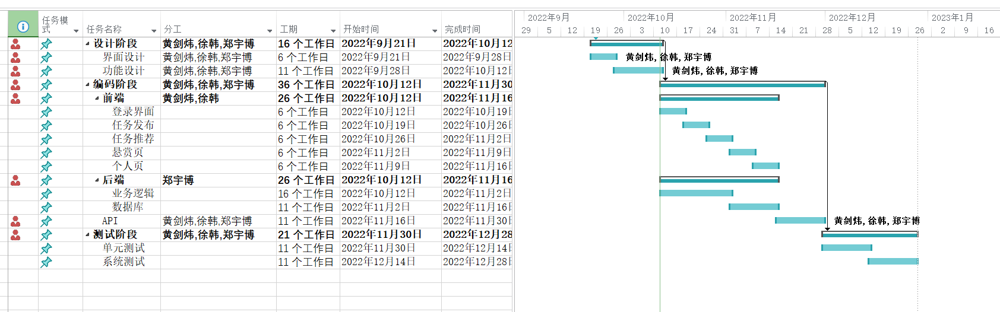 任务模式 任务名称 分工 工期 开始时间 完成时间
设计阶段 黄剑炜,徐韩,郑宇博 16 个工作日 2022年9月21日 2022年10月12
界面设计 黄剑炜,徐韩,郑宇博 6 个工作日 2022年9月21日 2022年9月28日
功能设计 黄剑炜,徐韩,郑宇博 11 个工作日 2022年9月28日 2022年10月12日
编码阶段 黄剑炜,徐韩,郑宇博 36 个工作日 2022年10月12日 2022年11月30
前端 黄剑炜,徐韩 26 个工作日 2022年10月12日 2022年11月16
登录界面 6 个工作日 2022年10月12日 2022年10月19日
任务发布 6 个工作日 2022年10月19日 2022年10月26日
任务推荐 6 个工作日 2022年10月26日 2022年11月2日
悬赏页 6 个工作日 2022年11月2日 2022年11月9日
个人页 6 个工作日 2022年11月9日 2022年11月16日
后端 郑宇博 26 个工作日 2022年10月12日 2022年11月16
业务逻辑 16 个工作日 2022年10月12日 2022年11月2日
数据库 11 个工作日 2022年11月2日 2022年11月16日
API 黄剑炜,徐韩,郑宇博 11 个工作日 2022年11月16日 2022年11月30日
测试阶段 黄剑炜,徐韩,郑宇博 21 个工作日 2022年11月30日 2022年12月28
单元测试 11 个工作日 2022年11月30日 2022年12月14日
系统测试 11 个工作日 2022年12月14日 2022年12月28日
2022年9月 2022年10月 2022年11月 2022年12月 2023年1月
29 5 12 19 26 3 10 17 24 31 7 14 21 28 5 12 19 26 2 9 16
黄剑炜,徐韩,郑宇博
黄剑炜,徐韩,郑宇博
黄剑炜,徐韩,郑宇博